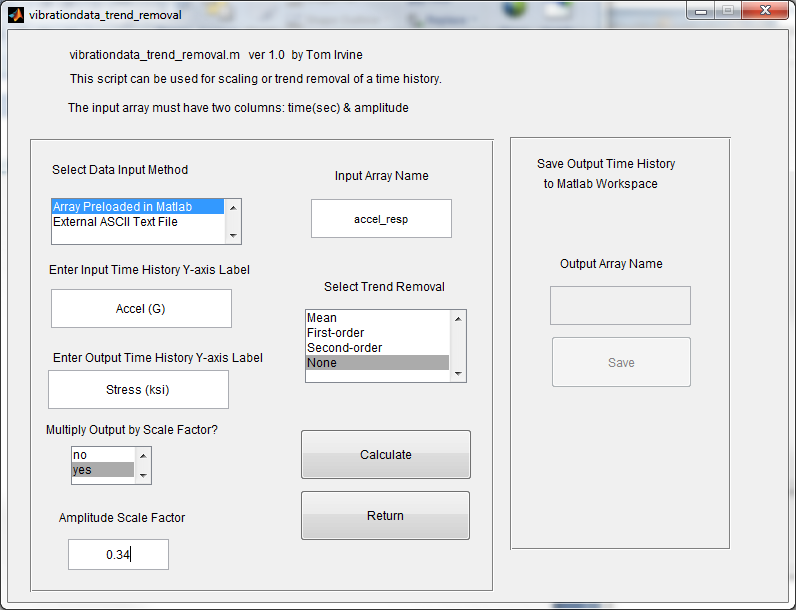 vibrationdata_trend_removal
vibrationdata_trend_removal.m ver 1.0 by Tom Irvine
This script can be used for scaling or trend removal of a time history.
The input array must have two columns: time(sec) & amplitude
Select Data Input Method
Array Preloaded in Matlab
External ASCII Text File
Input Array Name
accel_resp
Enter Input Time History Y-axis Label
Accel (G)
Select Trend Removal
Mean
First-order
Second-order
None
Enter Output Time History Y-axis Label
Stress (ksi)
Multiply Output by Scale Factor?
no
yes
Calculate
Return
Amplitude Scale Factor
0.34
Save Output Time History
to Matlab Workspace
Output Array Name
Save